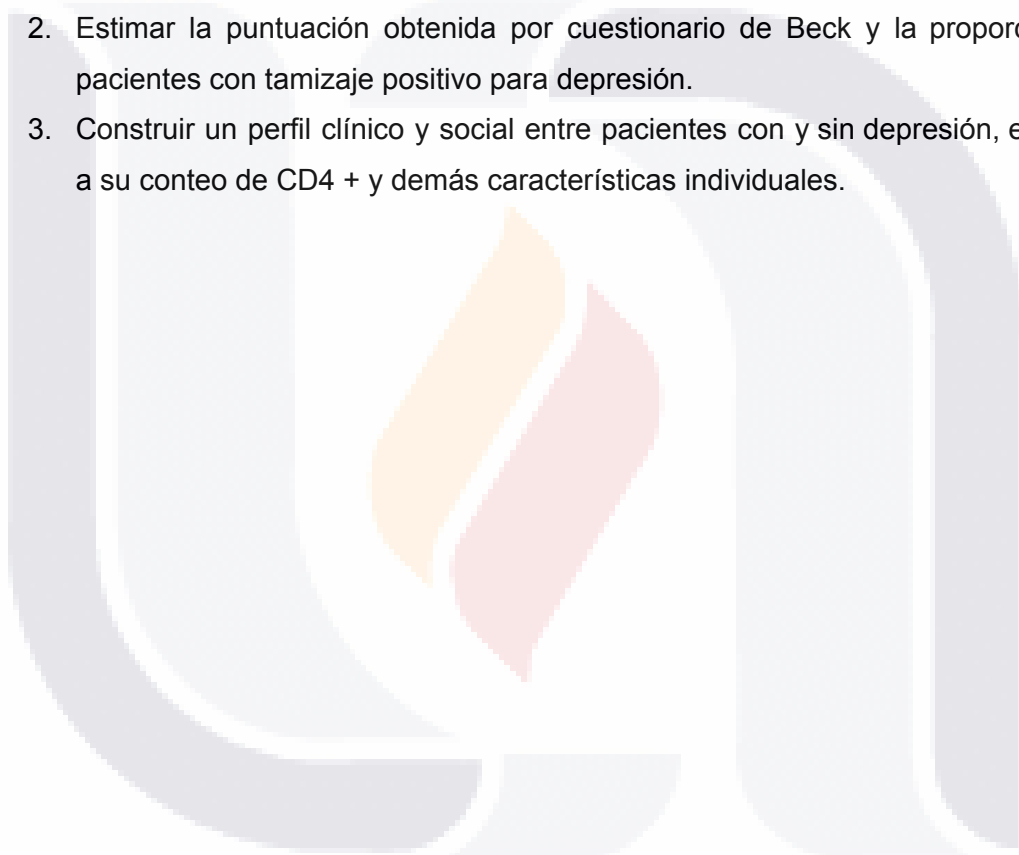 2. Estimar la puntuación obtenida por cuestionario de Beck y la propor
pacientes con tamizaje positivo para depresión.
3. Construir un perfil clínico y social entre pacientes con y sin depresión, e
a su conteo de CD4 + y demás características individuales.